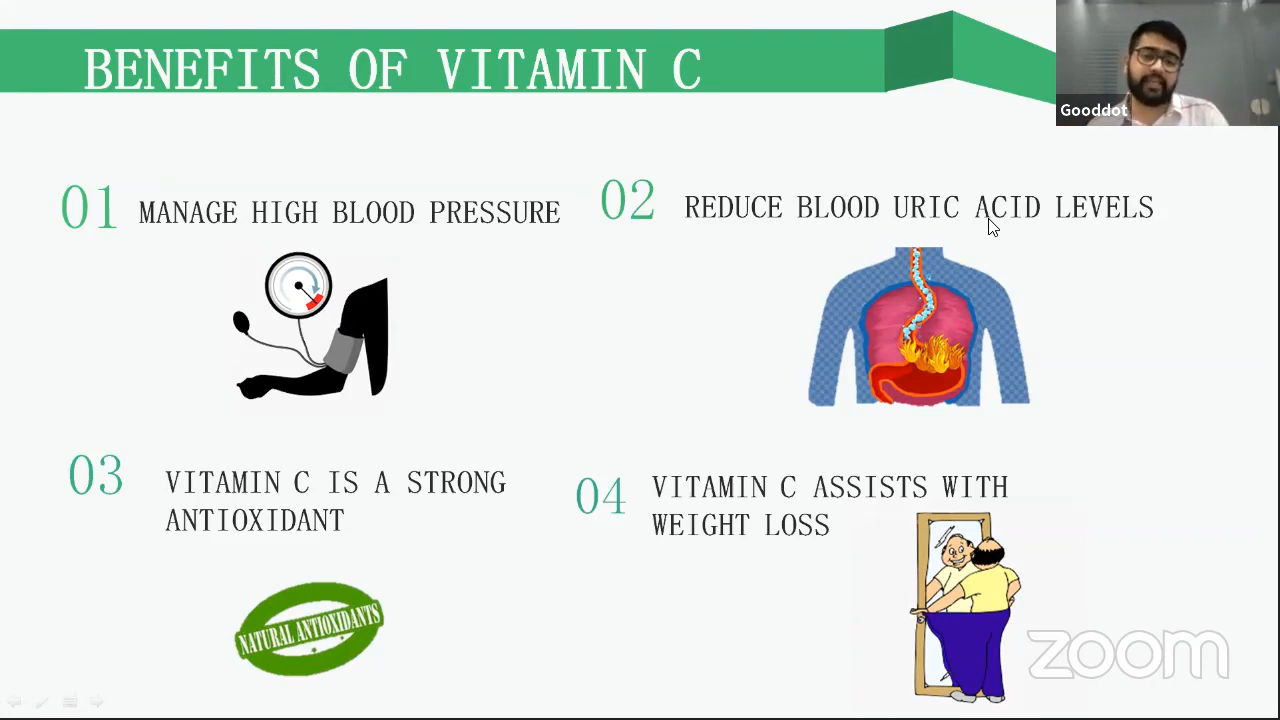 BENEFITS OF VITAMIN C
Gooddot
01 MANAGE HIGH BLOOD PRESSURE
02 REDUCE BLOOD URIC ACID LEVELS
03 VITAMIN C IS A STRONG
ANTIOXIDANT
NATURAL ANTIOXIDANTS
04 VITAMIN C ASSISTS WITH
WEIGHT LOSS
zoom